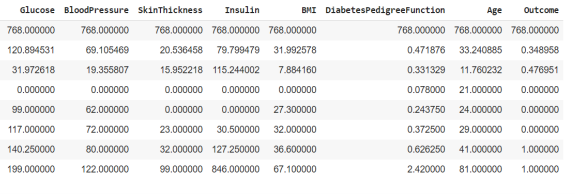 Glucose BloodPressure SkinThickness Insulin BMI DiabetesPedigreeFunction Age Outcome
768.000000 768.000000 768.000000 768.000000 768.000000 768.000000 768.000000 768.000000
120.894531 69.105469 20.536458 79.799479 31.992578 0.471876 33.240885 0.348958
31.972618 19.355807 15.952218 115.244002 7.884160 0.331329 11.760232 0.476951
0.000000 0.000000 0.000000 0.000000 0.000000 0.078000 21.000000 0.000000
99.000000 62.000000 0.000000 0.000000 27.300000 0.243750 24.000000 0.000000
117.000000 72.000000 23.000000 30.500000 32.000000 0.372500 29.000000 0.000000
140.250000 80.000000 32.000000 127.250000 36.600000 0.626250 41.000000 1.000000
199.000000 122.000000 99.000000 846.000000 67.100000 2.420000 81.000000 1.000000